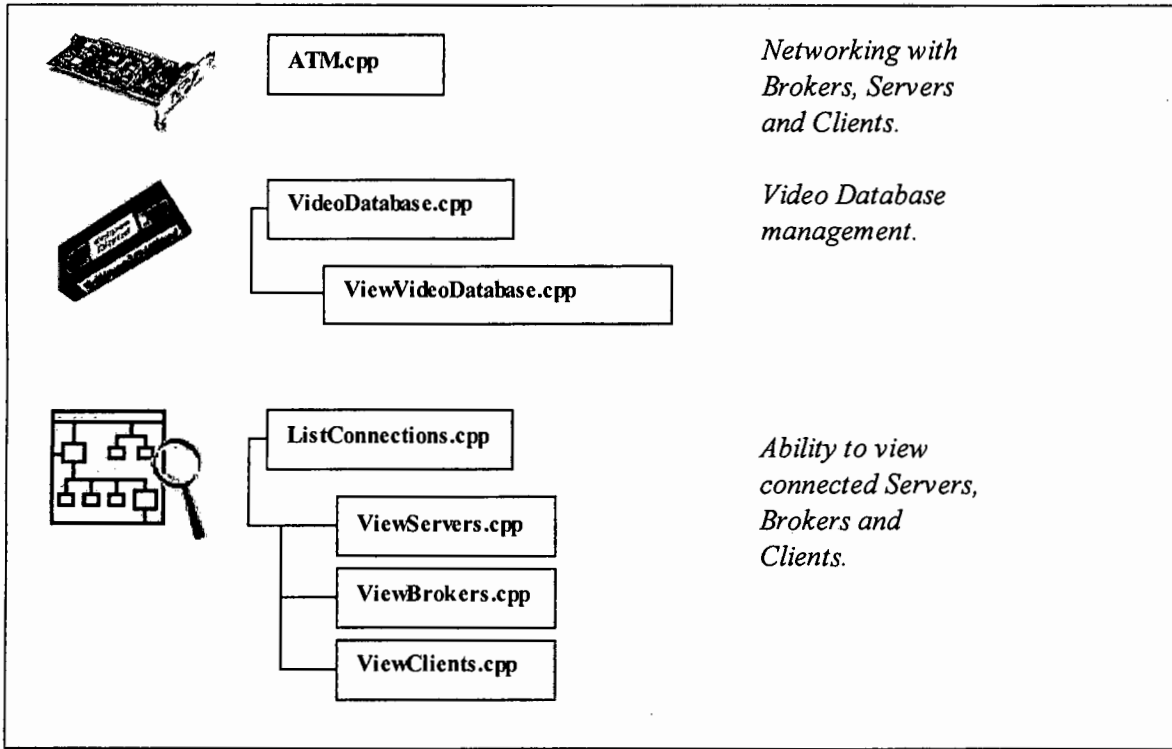 ATM.cpp
Networking with
Brokers, Servers
and Clients.
VideoDatabase.cpp
ViewVideoDatabase.cpp
Video Database
management.
ListConnections.cpp
ViewServers.cpp
ViewBrokers.cpp
ViewClients.cpp
Ability to view
connected Servers,
Brokers and
Clients.